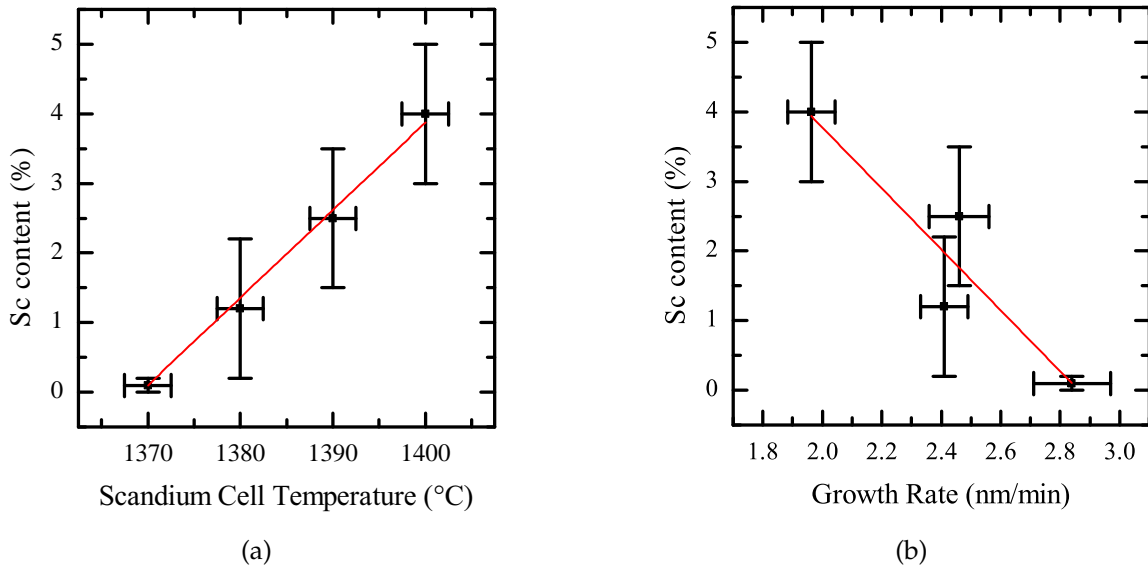 Sc content (%)
5
4
3
2
1
0
1370 1380 1390 1400
Scandium Cell Temperature (°C)
(a)
Sc content (%)
5
4
3
2
1
0
1.8 2.0 2.2 2.4 2.6 2.8 3.0
Growth Rate (nm/min)
(b)